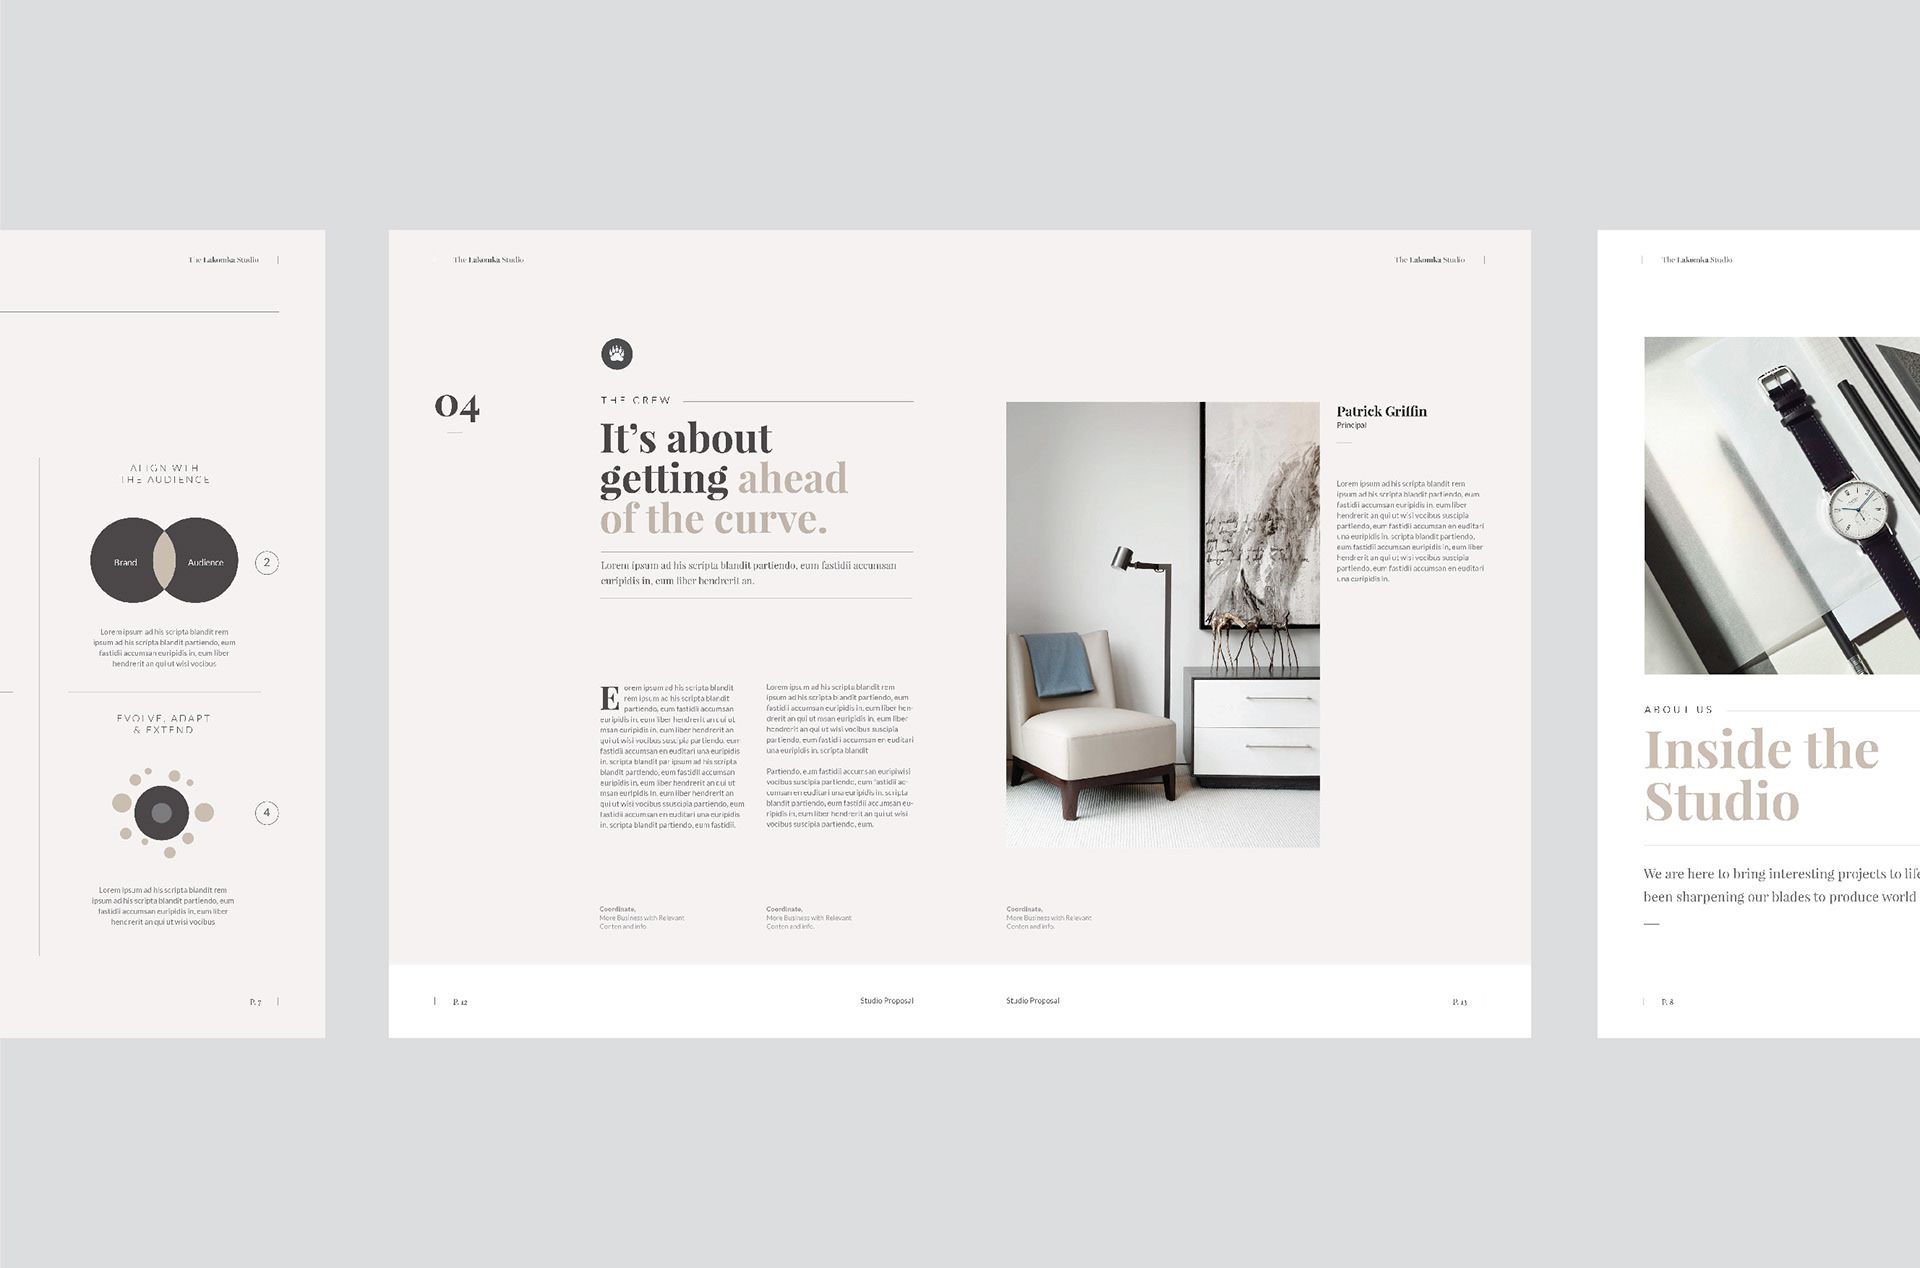 The Lakomka Studio
ALIGN WTH
THE AUDIENCE
Brand
Audience
2
Lorem ipsum ad his scripta blandit rem
ipsum ad his scripta blandit partiendo, eum
fastidii accumsan euripidis in, eum liber
hendrerit an qui ut wisi vocibus
EVOLVE, ADAPT
& EXTEND
4
Lorem ipsum ad his scripta blandit rem
ipsum ad his scripta blandit partiendo, eum
fastidii accumsan euripidis in, eum liber
hendrerit an qui ut wisi vocibus
P. 7
The Lakomka Studio
The Lakomka Studio
04
THE CREW
It’s about
getting ahead
of the curve.
Lorem ipsum ad his scripta blandit partiendo, eum fastidii accumsan
euripidis in, eum liber hendrerit an.
Eorem ipsum ad his scripta blandit
rem ipsum ad his scripta blandit
partiendo, eum fastidii accumsan
euripidis in, eum liber hendrerit an cui ut
msan euripidis in, eum liber hendrerit an
qui ut wisi vocibus suscipia partiendo, eum
fastidii accumsan en euditari una euripidis
in. scripta blandit par ipsum ad his scripta
blandit partiendo, eum fastidii accumsan
euripidis in, eum liber hendrerit an cui ut
msan euripidis in, eum liber hendrerit an
qui ut wisi vocibus ssuscipia partiendo, eum
fastidii accumsan en euditari una euripidis
in. scripta blandit partiendo, eum fastidii.
Lorem ipsum ad his scripta blandit rem
ipsum ad his scripta blandit partiendo, eum
fastidii accumsan euripidis in, eum liber hen-
drerit an qui ut msan euripidis in, eum liber
hendrerit an qui ut wisi vocibus suscipia
partiendo, eum fastidii accumsan en euditari
una euripidis in. scripta blandit
Partiendo, eum fastidii accumsan euripiwisi
vocibus suscipia partiendo, eum fastidii ac-
cumsan en euditari una euripidis in. scripta
blandit partiendo, eum fastidii accumsan eu-
ripidis in, eum liber hendrerit an qui ut wisi
vocibus suscipia partiendo, eum.
Coordinate,
More Business with Relevant
Conten and info
Coordinate,
More Business with Relevant
Conten and info.
P. 12
Studio Proposal
Patrick Griffin
Principal
Lorem ipsum ad his scripta blandit rem
ipsum ad his scripta blandit partiendo, eum
fastidii accumsan euripidis in, eum liber
hendrerit an qui ut wisi vocibus suscipia
partiendo, eum fastidii accumsan en euditari
una euripidis in. scripta blandit partiendo,
eum fastidii accumsan euripidis in, eum liber
hendrerit an qui ut wisi vocibus suscipia
partiendo, eum fastidii accumsan en euditari
una euripidis in.
Coordinate,
More Business with Relevant
Conten and info.
Studio Proposal
P. 13
The Lakomka Studio
ABOUT US
Inside the
Studio
We are here to bring interesting projects to life
been sharpening our blades to produce world
P. 8